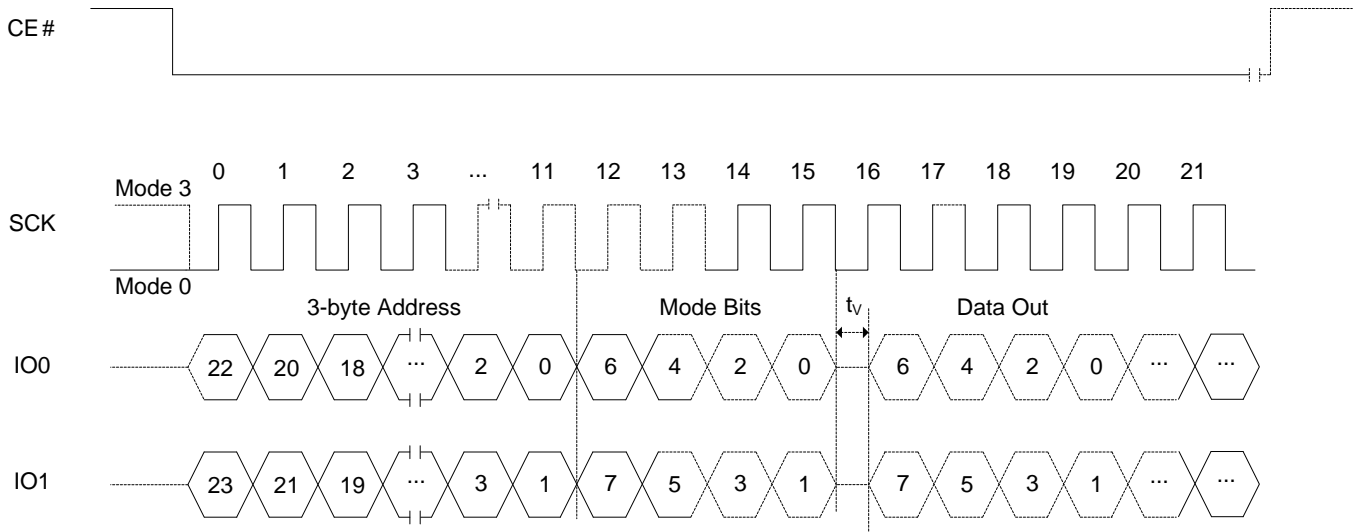 CE #
0 1 2 3 ... 11 12 13 14 15 16 17 18 19 20 21
Mode 3
SCK
Mode 0
3-byte Address Mode Bits tV Data Out
IO0 22 20 18 ... 2 0 6 4 2 0 6 4 2 0 ... ...
IO1 23 21 19 ... 3 1 7 5 3 1 7 5 3 1 ... ...